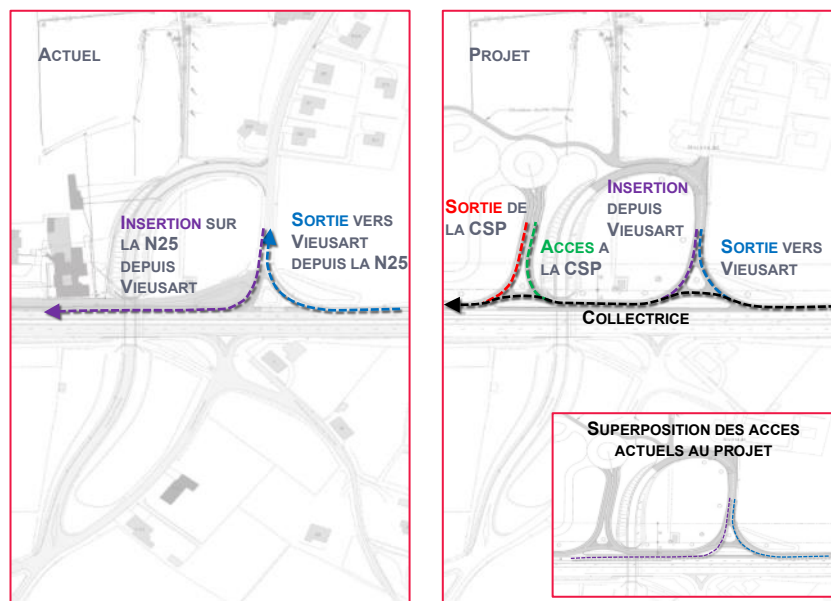 ACTUEL
INSERTION SUR
LA N25
DEPUIS
VIEUSART
SORTIE VERS
VIEUSART
DEPUIS LA N25
PROJET
SORTIE DE
LA CSP
ACCES A
LA CSP
INSERTION
DEPUIS
VIEUSART
SORTIE VERS
VIEUSART
COLLECTRICE
SUPERPOSITION DES ACCES
ACTUELS AU PROJET